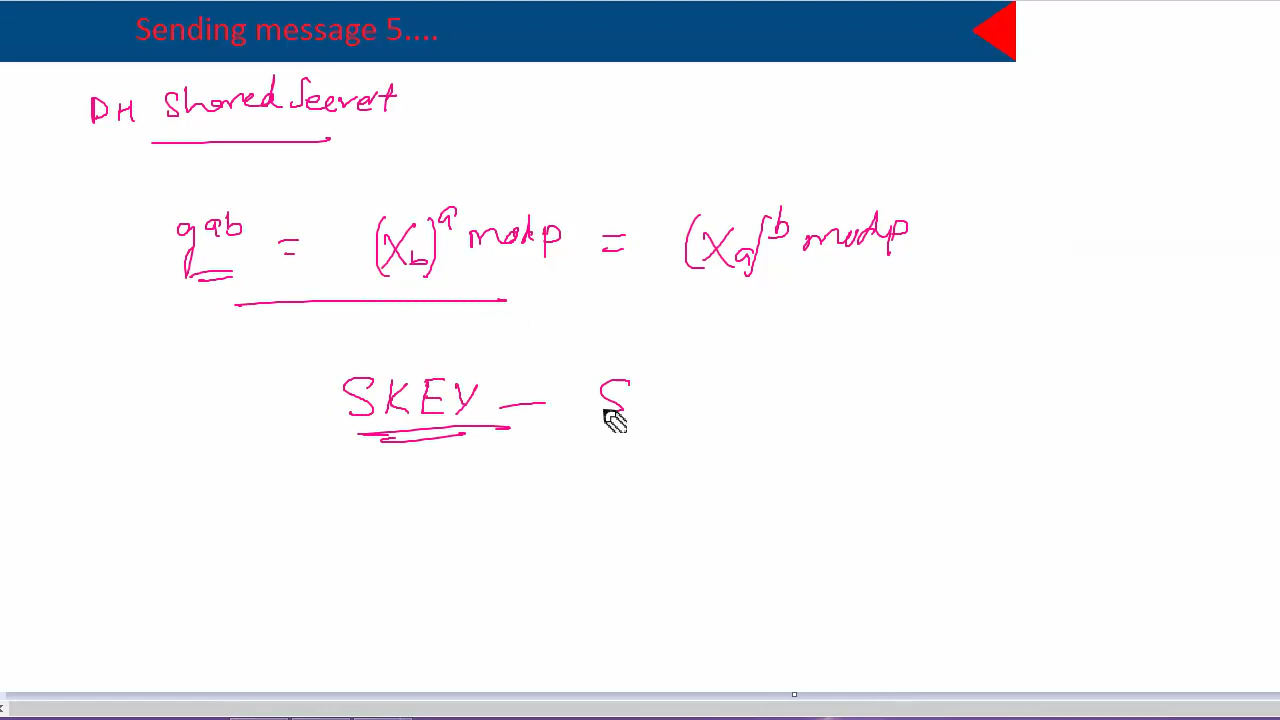 Sending message 5....
DH Shared Secret
g^ab = (X_b)^a mod p = (X_a)^b mod p
SKEY — S